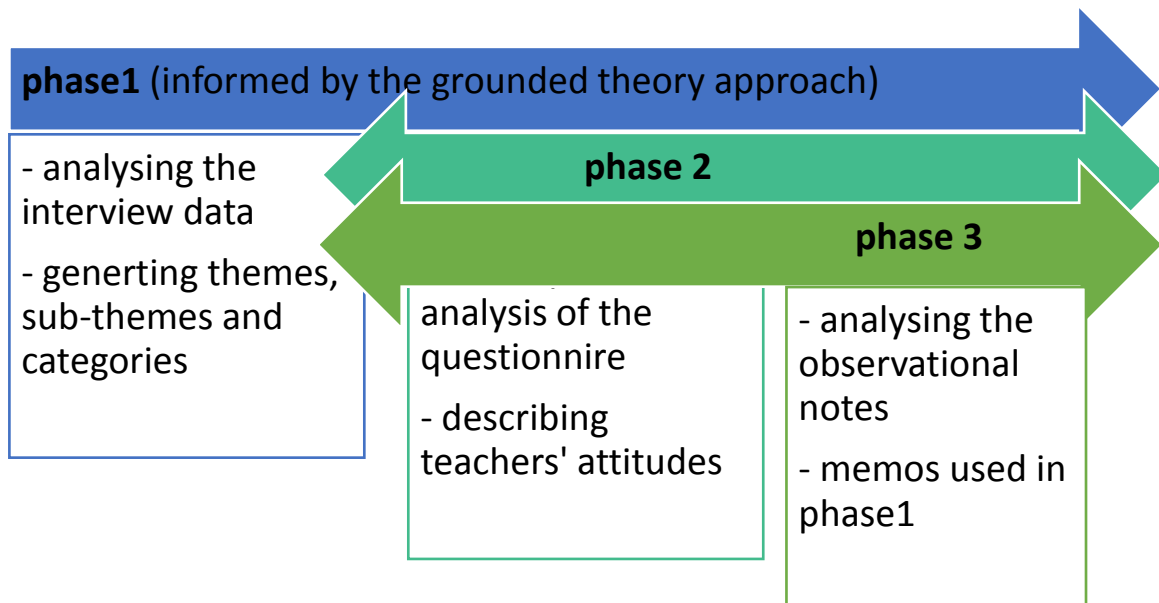 phase1 (informed by the grounded theory approach)
- analysing the
interview data
- generting themes,
sub-themes and
categories
phase 2
analysis of the
questionnire
- describing
teachers' attitudes
phase 3
- analysing the
observational
notes
- memos used in
phase1